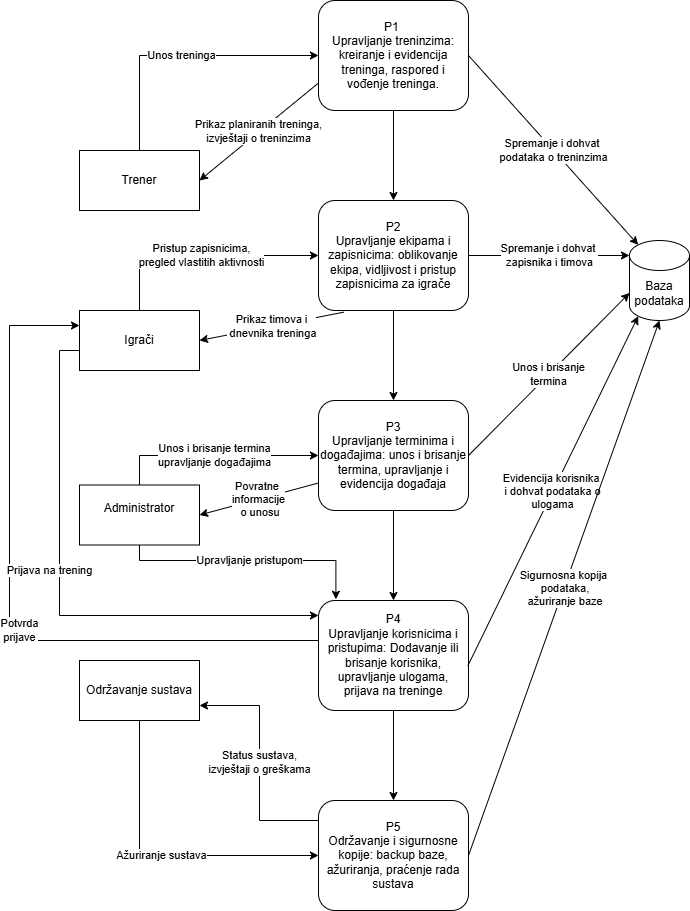 P1
Upravljanje treninzima:
kreiranje i evidencija
treninga, raspored i
vođenje treninga.
Unos treninga
Prikaz planiranih treninga,
izvještaji o treninzima
Spremanje i dohvat
podataka o treninzima
Trener
P2
Upravljanje ekipama i
zapisnicima: oblikovanje
ekipa, vidljivost i pristup
zapisnicima za igrače
Pristup zapisnicima,
pregled vlastitih aktivnosti
Spremanje i dohvat
zapisnika i timova
Baza
podataka
Prikaz timova i
dnevnika treninga
Igrači
Unos i brisanje
termina
P3
Upravljanje terminima i
događajima: unos i brisanje
termina, upravljanje i
evidencija događaja
Unos i brisanje termina
upravljanje događajima
Povratne
informacije
o unosu
Administrator
Evidencija korisnika
i dohvat podataka o
ulogama
Upravljanje pristupom
Prijava na trening
Sigurnosna kopija
podataka,
ažuriranje baze
Potvrda
prijave
P4
Upravljanje korisnicima i
pristupima: Dodavanje ili
brisanje korisnika,
upravljanje ulogama,
prijava na treninge
Održavanje sustava
Status sustava,
izvještaji o greškama
Ažuriranje sustava
P5
Održavanje i sigurnosne
kopije: backup baze,
ažuriranja, praćenje rada
sustava